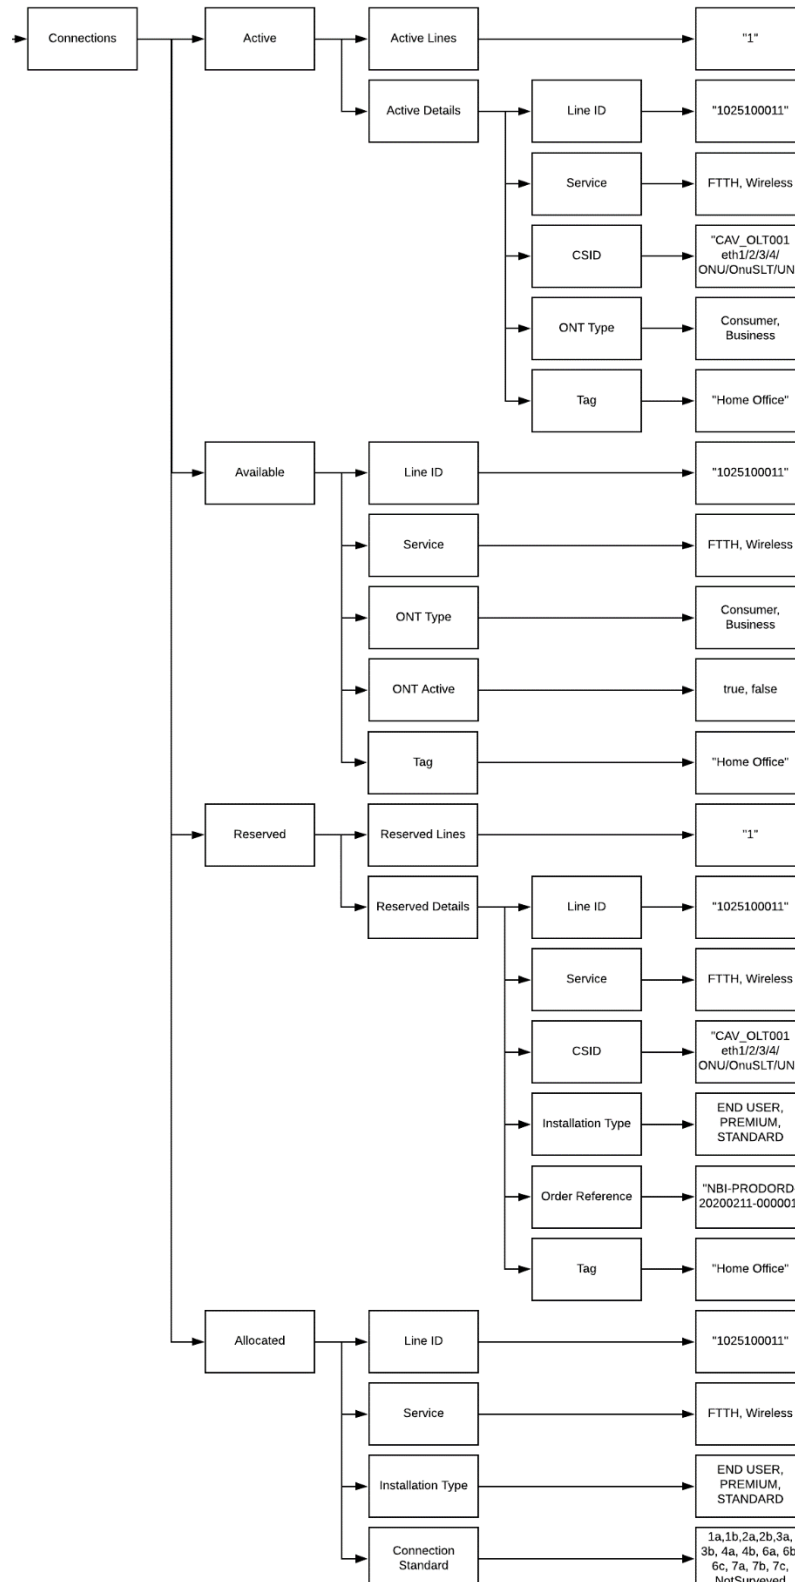 Connections
Active
Active Lines
"1"
Active Details
Line ID
"1025100011"
Service
FTTH, Wireless
CSID
"CAV_OLT001
eth1/2/3/4/
ONU/OnuSLT/UN
ONT Type
Consumer,
Business
Tag
"Home Office"
Available
Line ID
"1025100011"
Service
FTTH, Wireless
ONT Type
Consumer,
Business
ONT Active
true, false
Tag
"Home Office"
Reserved
Reserved Lines
"1"
Reserved Details
Line ID
"1025100011"
Service
FTTH, Wireless
CSID
"CAV_OLT001
eth1/2/3/4/
ONU/OnuSLT/UN
Installation Type
END USER,
PREMIUM,
STANDARD
Order Reference
"NBI-PRODORD-
20200211-000001
Tag
"Home Office"
Allocated
Line ID
"1025100011"
Service
FTTH, Wireless
Installation Type
END USER,
PREMIUM,
STANDARD
Connection
Standard
1a,1b,2a,2b,3a,
3b, 4a, 4b, 6a, 6b
6c, 7a, 7b, 7c,
NotSurveyed